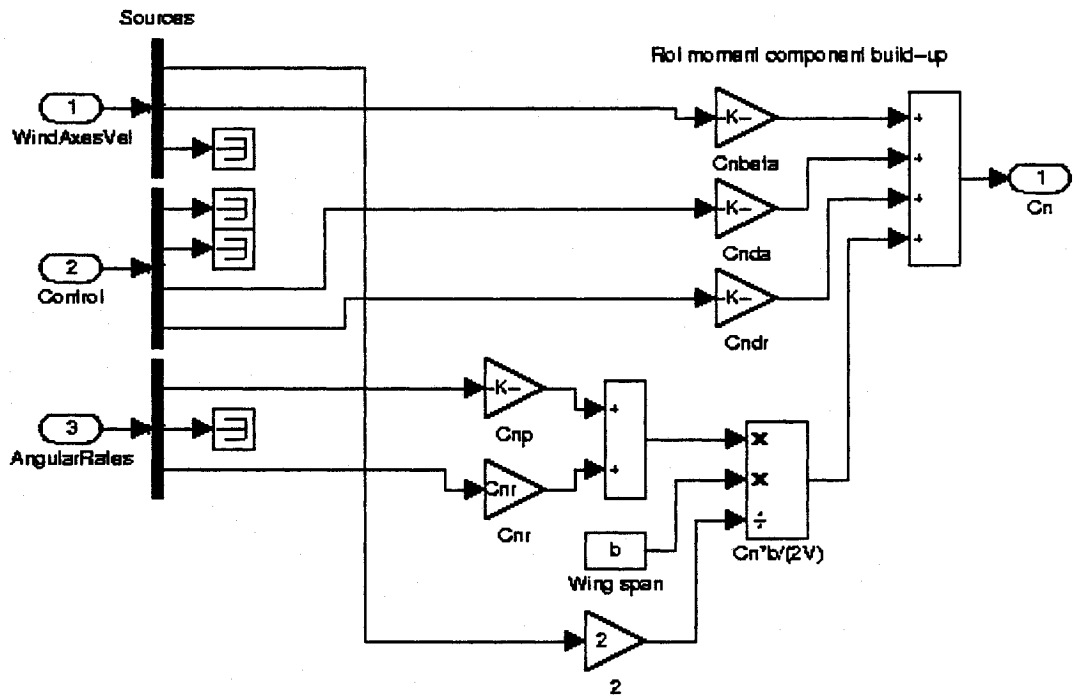 Sources
Rol moment component build-up
1
WindAxesVel
-K-
Cnbeta
+
+
+
+
1
Cn
-K-
Cnda
2
Control
-K-
Cndr
-K-
Cnp
+
+
3
AngularRates
Cnr
Cnr
×
×
÷
Cn*b/(2V)
b
Wing span
2
2